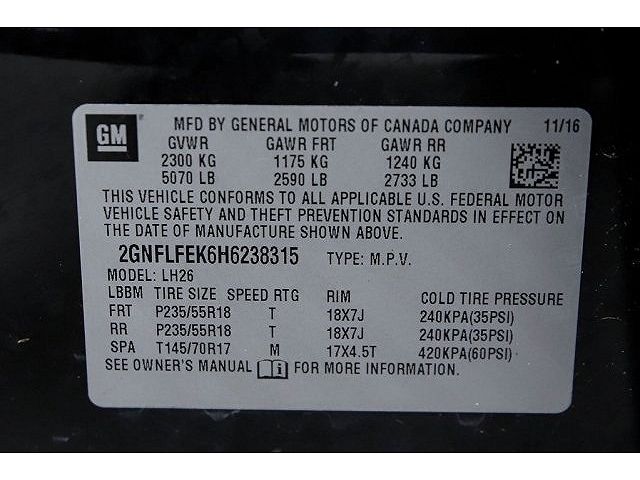 GM
MFD BY GENERAL MOTORS OF CANADA COMPANY 11/16
GVWR GAWR FRT GAWR RR
2300 KG 1175 KG 1240 KG
5070 LB 2590 LB 2733 LB
THIS VEHICLE CONFORMS TO ALL APPLICABLE U.S. FEDERAL MOTOR
VEHICLE SAFETY AND THEFT PREVENTION STANDARDS IN EFFECT ON
THE DATE OF MANUFACTURE SHOWN ABOVE.
2GNFLFEK6H6238315 TYPE: M.P.V.
MODEL: LH26
LBBM TIRE SIZE SPEED RTG RIM COLD TIRE PRESSURE
FRT P235/55R18 T 18X7J 240KPA(35PSI)
RR P235/55R18 T 18X7J 240KPA(35PSI)
SPA T145/70R17 M 17X4.5T 420KPA(60PSI)
SEE OWNER'S MANUAL i FOR MORE INFORMATION.